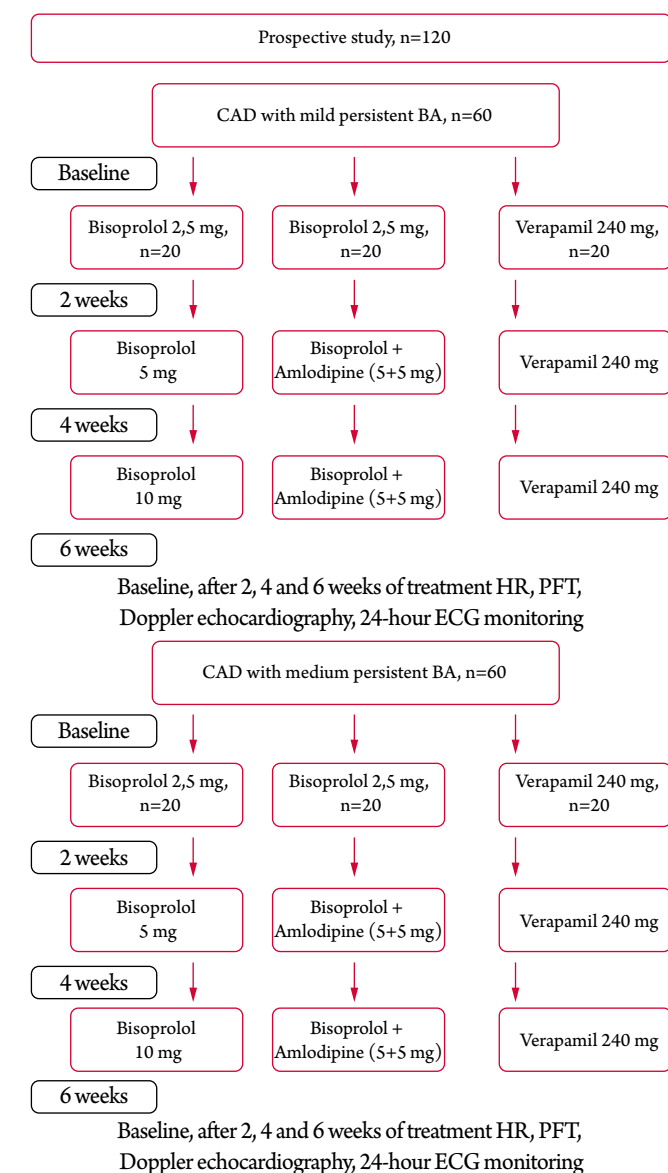 Prospective study, n=120
CAD with mild persistent BA, n=60
Baseline
Bisoprolol 2,5 mg,
n=20
Bisoprolol 2,5 mg,
n=20
Verapamil 240 mg,
n=20
2 weeks
Bisoprolol
5 mg
Bisoprolol +
Amlodipine (5+5 mg)
Verapamil 240 mg
4 weeks
Bisoprolol
10 mg
Bisoprolol +
Amlodipine (5+5 mg)
Verapamil 240 mg
6 weeks
Baseline, after 2, 4 and 6 weeks of treatment HR, PFT,
Doppler echocardiography, 24-hour ECG monitoring
CAD with medium persistent BA, n=60
Baseline
Bisoprolol 2,5 mg,
n=20
Bisoprolol 2,5 mg,
n=20
Verapamil 240 mg,
n=20
2 weeks
Bisoprolol
5 mg
Bisoprolol +
Amlodipine (5+5 mg)
Verapamil 240 mg
4 weeks
Bisoprolol
10 mg
Bisoprolol +
Amlodipine (5+5 mg)
Verapamil 240 mg
6 weeks
Baseline, after 2, 4 and 6 weeks of treatment HR, PFT,
Doppler echocardiography, 24-hour ECG monitoring